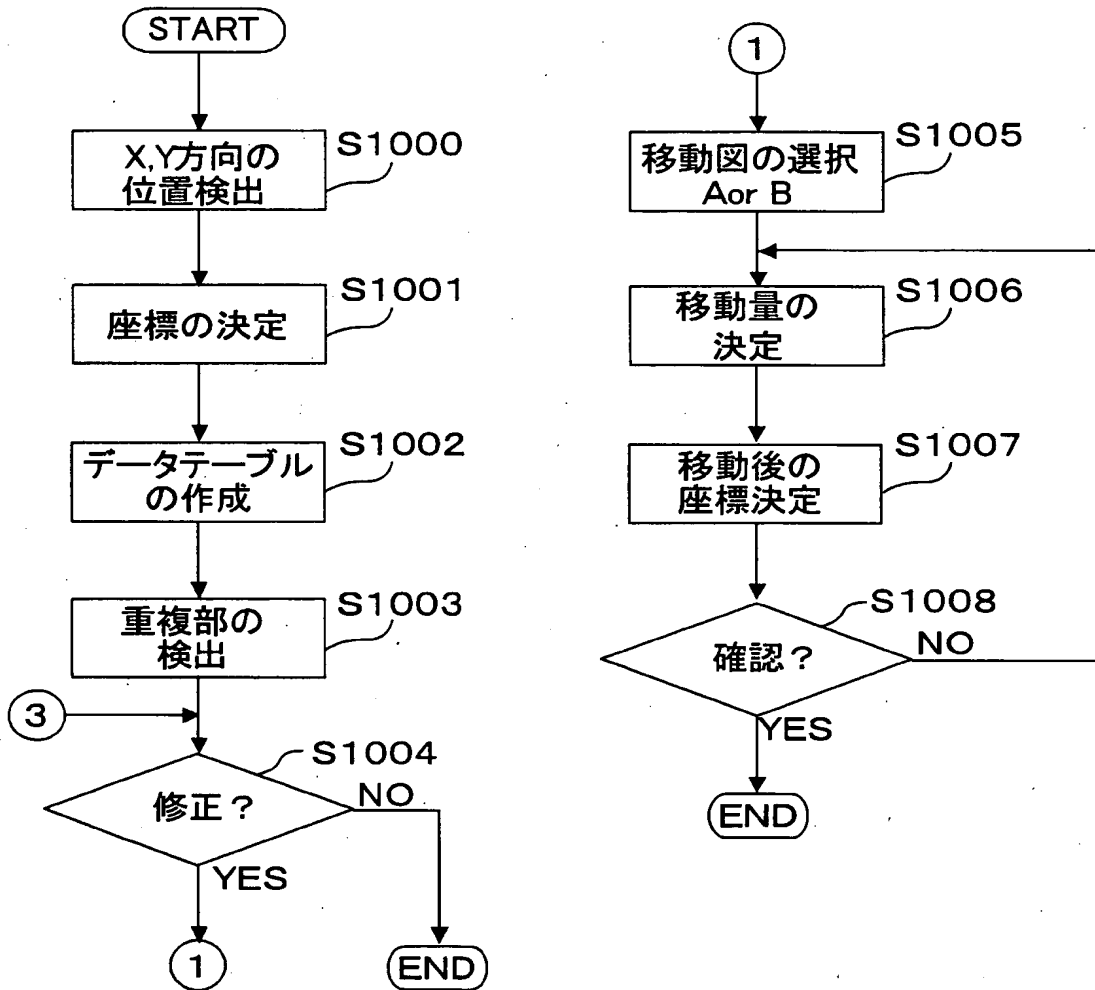 START
X,Y方向の
位置検出
S1000
座標の決定
S1001
データテーブル
の作成
S1002
重複部の
検出
S1003
3
修正?
S1004
NO
YES
1
END
1
移動図の選択
Aor B
S1005
移動量の
決定
S1006
移動後の
座標決定
S1007
確認?
S1008
NO
YES
END